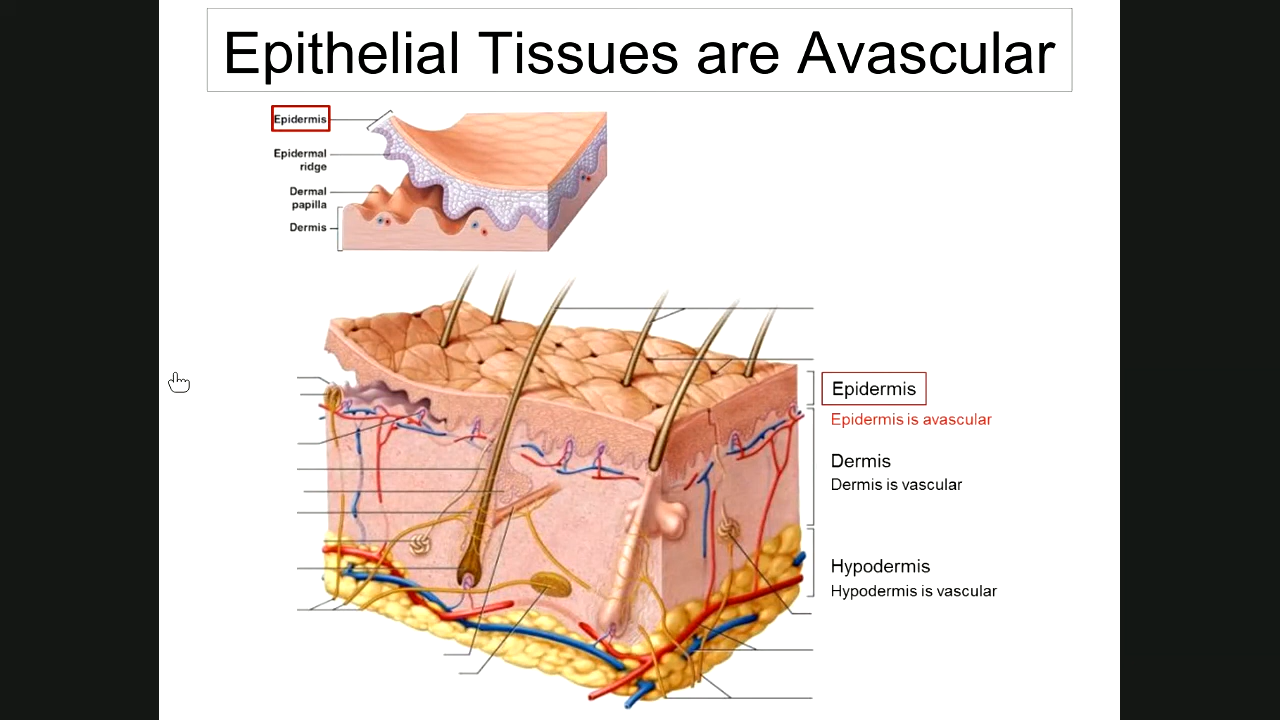 Epithelial Tissues are Avascular
Epidermis
Epidermal
ridge
Dermal
papilla
Dermis
Epidermis
Epidermis is avascular
Dermis
Dermis is vascular
Hypodermis
Hypodermis is vascular